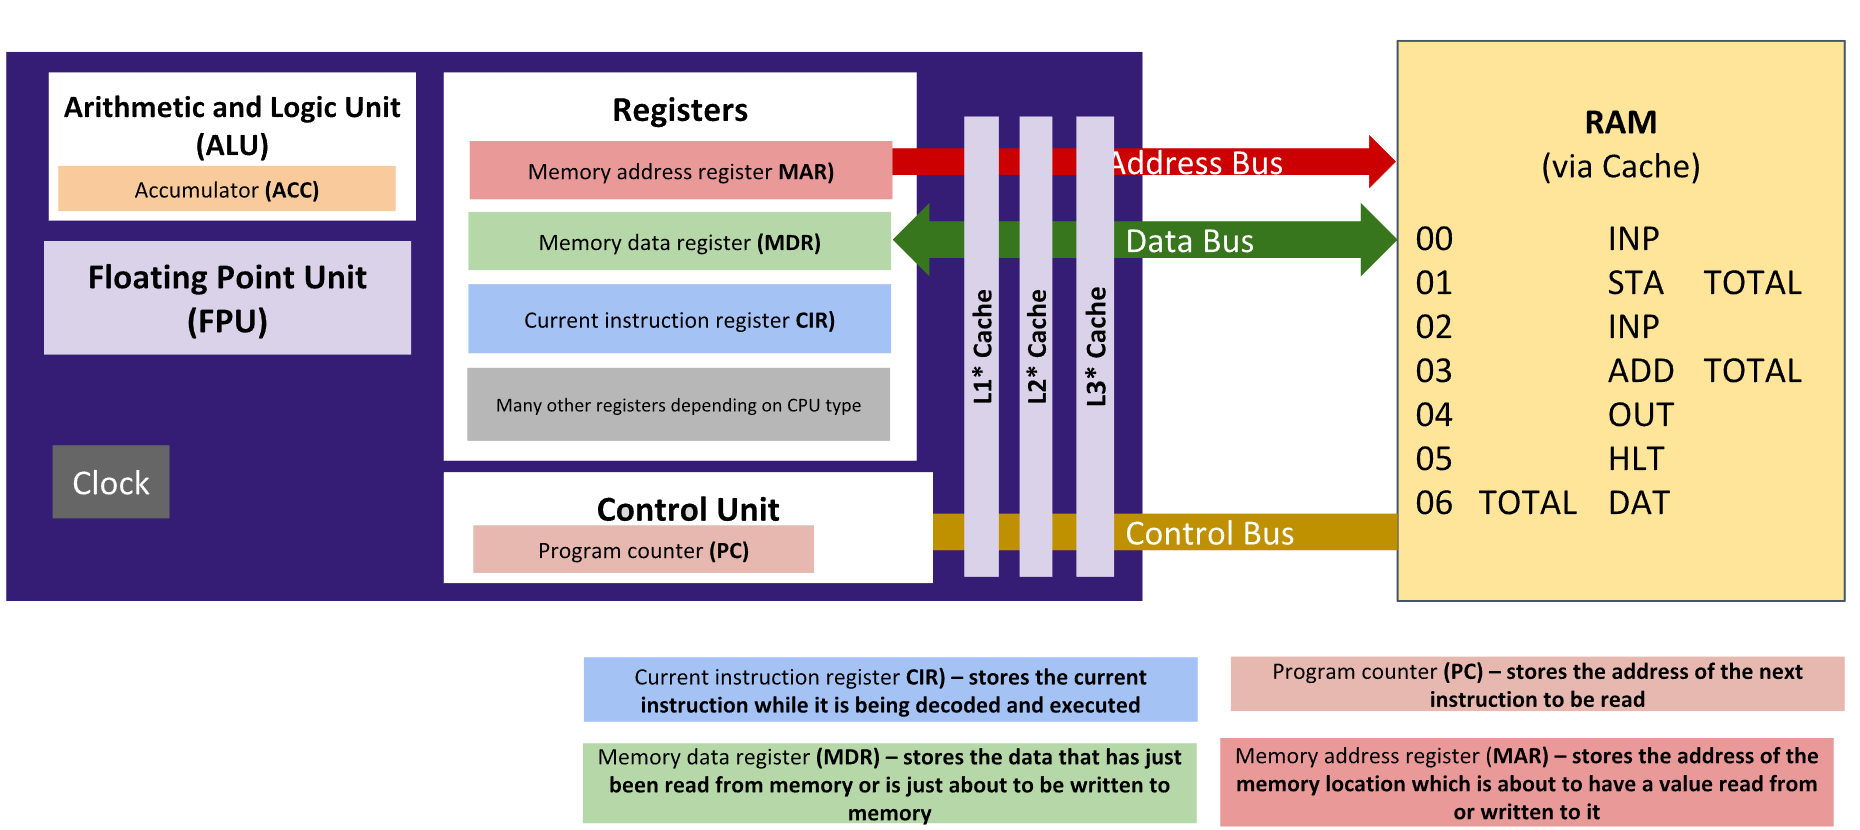 Arithmetic and Logic Unit
(ALU)
Accumulator (ACC)
Floating Point Unit
(FPU)
Clock
Registers
Memory address register MAR)
Memory data register (MDR)
Current instruction register CIR)
Many other registers depending on CPU type
Control Unit
Program counter (PC)
L1* Cache
L2* Cache
L3* Cache
Address Bus
Data Bus
Control Bus
RAM
(via Cache)
00 INP
01 STA TOTAL
02 INP
03 ADD TOTAL
04 OUT
05 HLT
06 TOTAL DAT
Current instruction register CIR) – stores the current
instruction while it is being decoded and executed
Program counter (PC) – stores the address of the next
instruction to be read
Memory data register (MDR) – stores the data that has just
been read from memory or is just about to be written to
memory
Memory address register (MAR) – stores the address of the
memory location which is about to have a value read from
or written to it